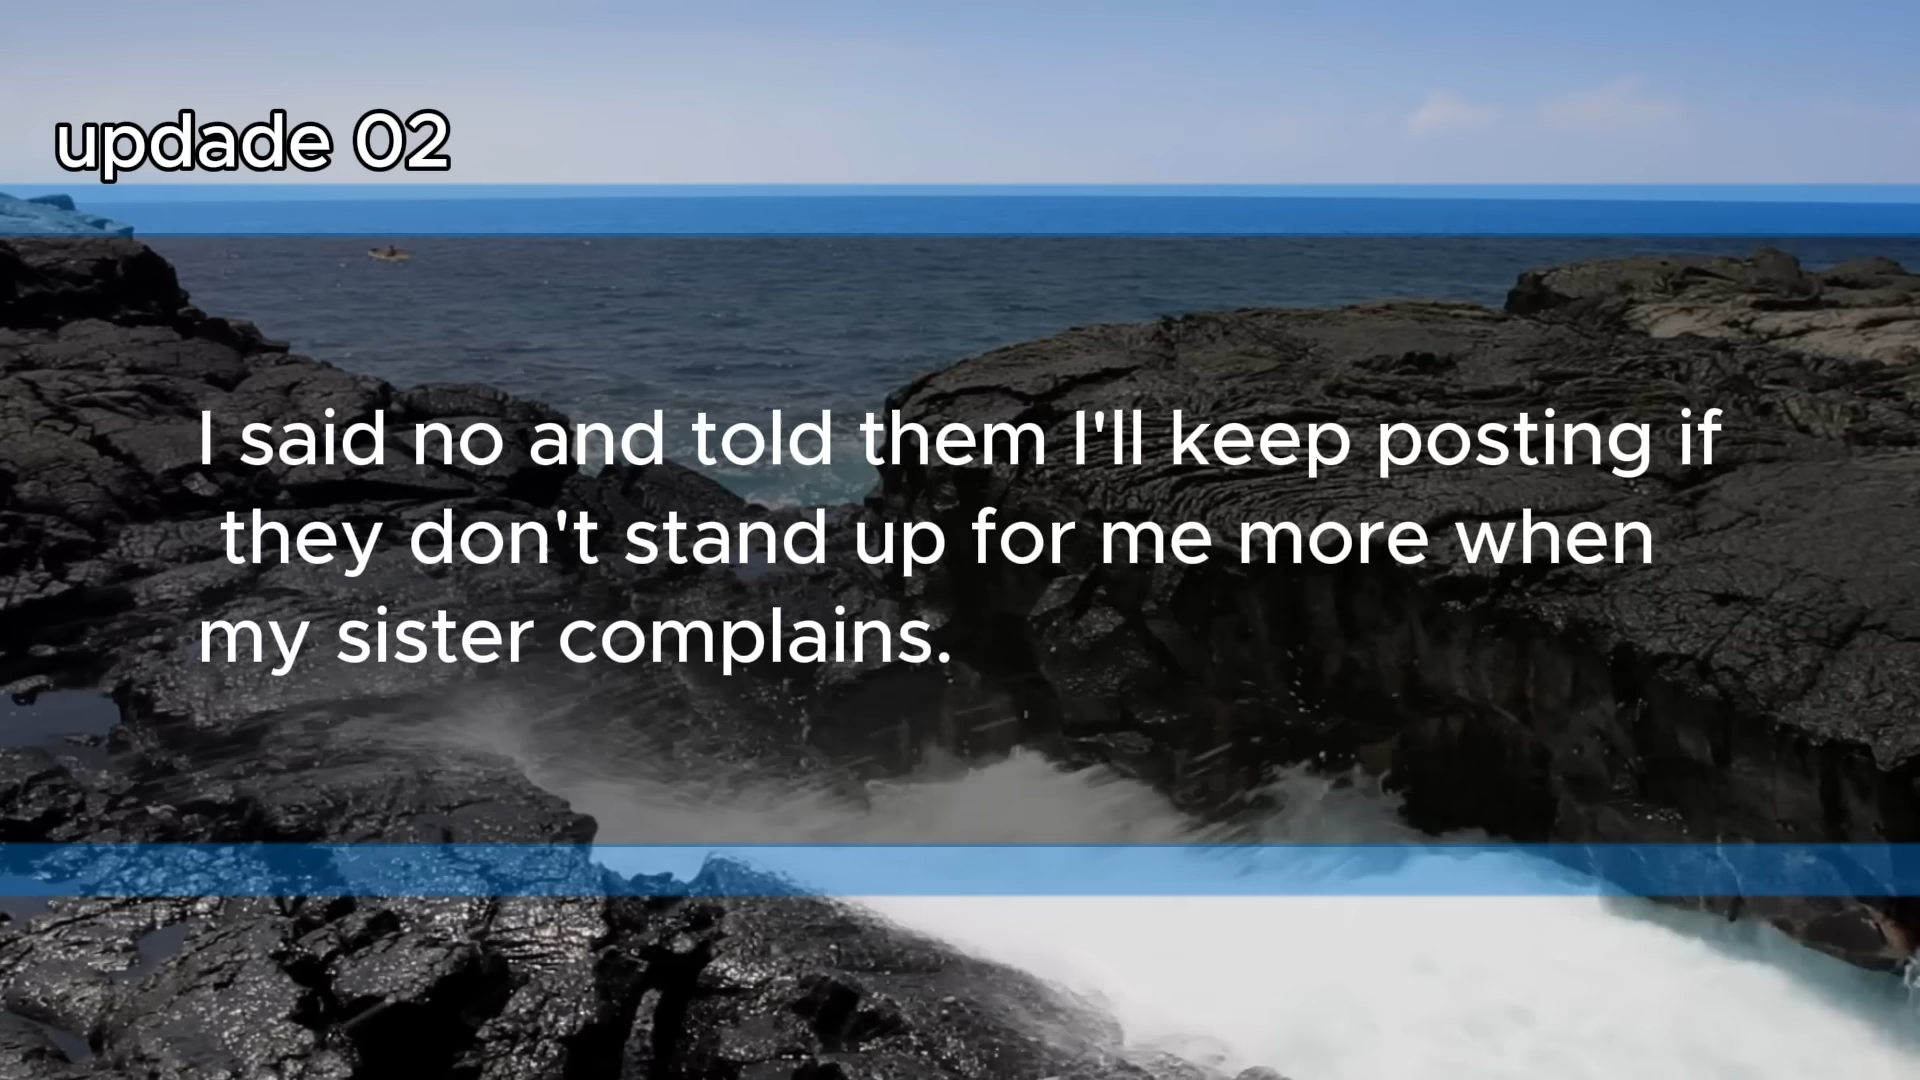 updade 02
I said no and told them I'll keep posting if
they don't stand up for me more when
my sister complains.